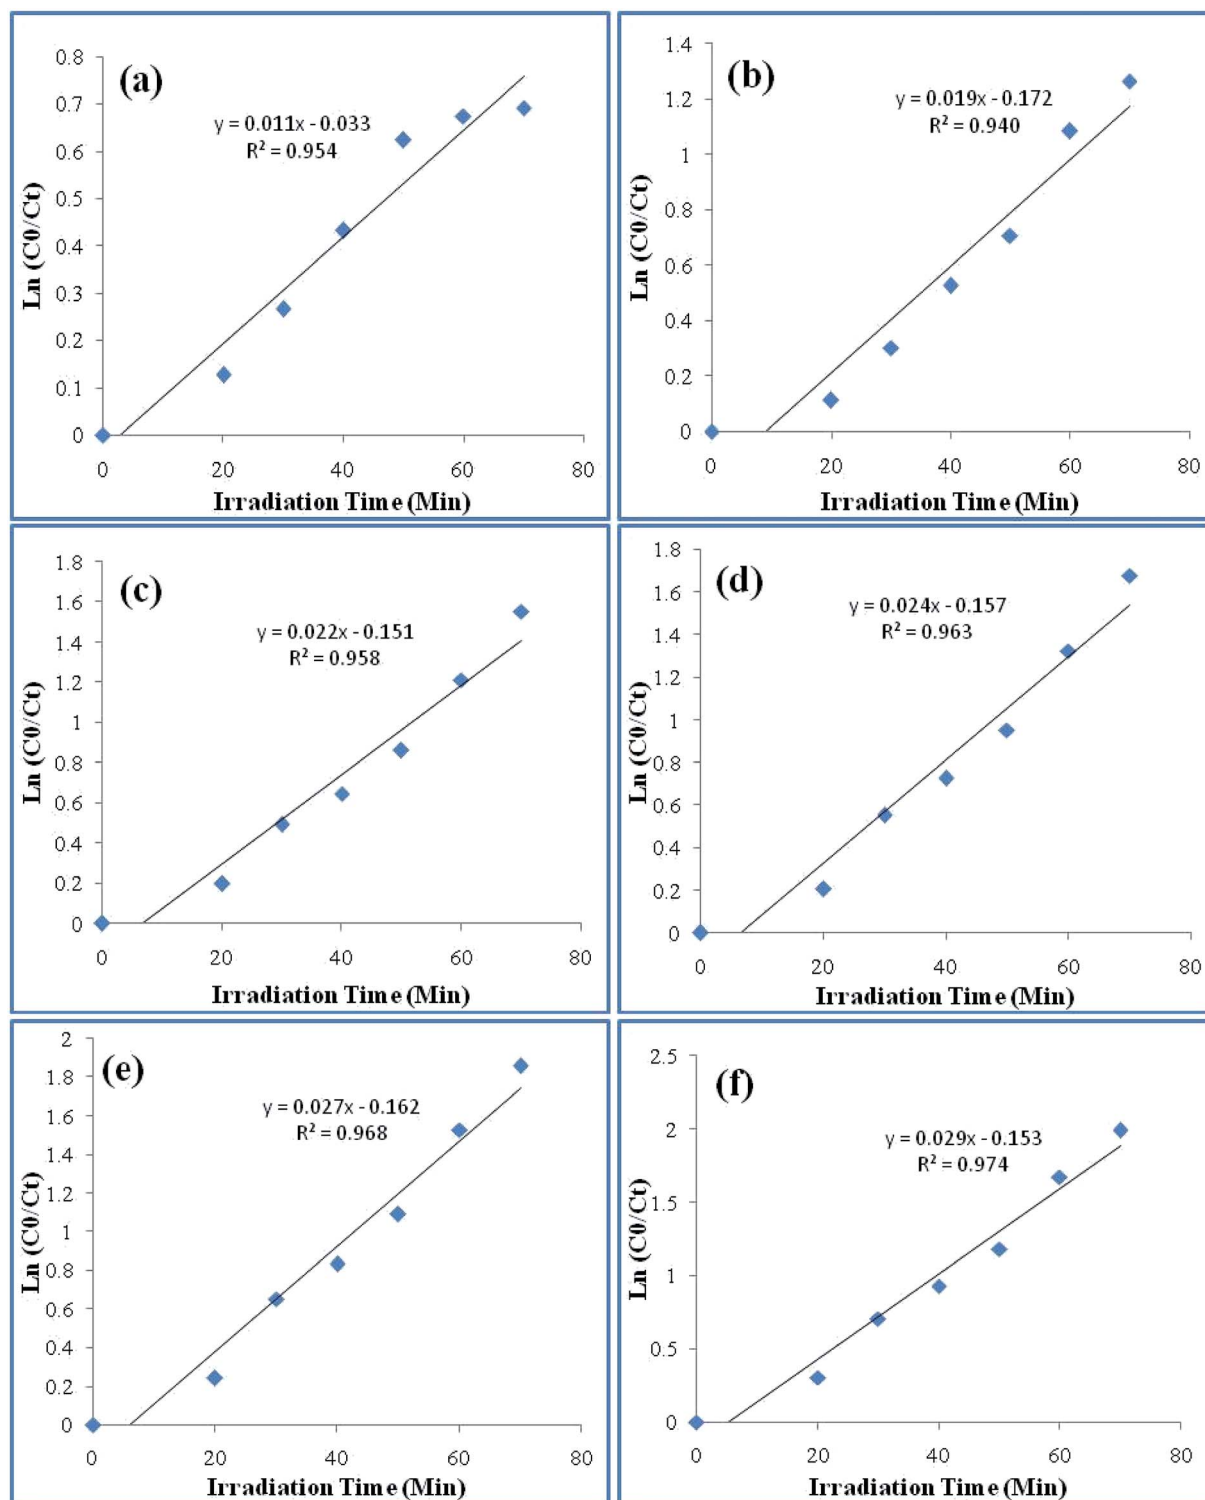 (a)
y = 0.011x - 0.033
R² = 0.954
Ln (C0/Ct)
0.8
0.7
0.6
0.5
0.4
0.3
0.2
0.1
0
0 20 40 60 80
Irradiation Time (Min)
(b)
y = 0.019x - 0.172
R² = 0.940
Ln (C0/Ct)
1.4
1.2
1
0.8
0.6
0.4
0.2
0
0 20 40 60 80
Irradiation Time (Min)
(c)
y = 0.022x - 0.151
R² = 0.958
Ln (C0/Ct)
1.8
1.6
1.4
1.2
1
0.8
0.6
0.4
0.2
0
0 20 40 60 80
Irradiation Time (Min)
(d)
y = 0.024x - 0.157
R² = 0.963
Ln (C0/Ct)
1.8
1.6
1.4
1.2
1
0.8
0.6
0.4
0.2
0
0 20 40 60 80
Irradiation Time (Min)
(e)
y = 0.027x - 0.162
R² = 0.968
Ln (C0/Ct)
2
1.8
1.6
1.4
1.2
1
0.8
0.6
0.4
0.2
0
0 20 40 60 80
Irradiation Time (Min)
(f)
y = 0.029x - 0.153
R² = 0.974
Ln (C0/Ct)
2.5
2
1.5
1
0.5
0
0 20 40 60 80
Irradiation Time (Min)